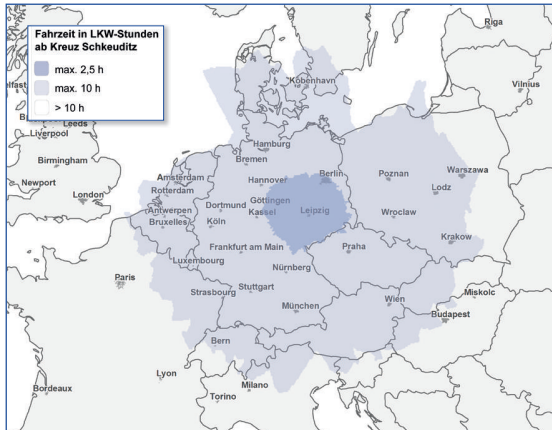 Fahrzeit in LKW-Stunden
ab Kreuz Schkeuditz
max. 2,5 h
max. 10 h
> 10 h
Riga
København
Vilnius
Leeds
Liverpool
Hamburg
Bremen
Birmingham
Amsterdam
Hannover
Berlin
Poznan
Warszawa
Newport
Rotterdam
Lodz
London
Göttingen
Antwerpen
Dortmund
Kassel
Leipzig
Wroclaw
Bruxelles
Köln
Krakow
Frankfurt am Main
Praha
Luxembourg
Nürnberg
Paris
Strasbourg
Stuttgart
Miskolc
München
Wien
Budapest
Bern
Lyon
Milano
Bordeaux
Torino